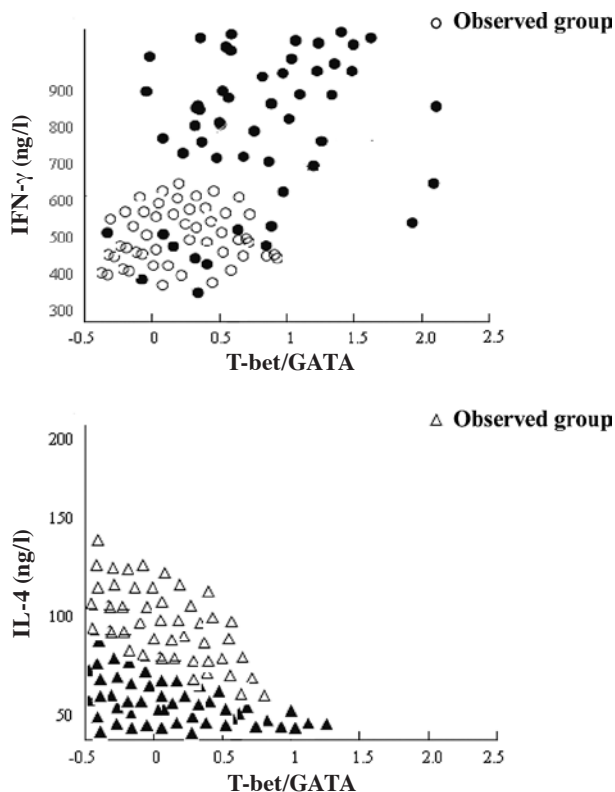 Observed group
IFN-γ (ng/l)
900
800
700
600
500
400
300
-0.5 0 0.5 1 1.5 2 2.5
T-bet/GATA
Observed group
IL-4 (ng/l)
200
150
100
50
-0.5 0 0.5 1 1.5 2 2.5
T-bet/GATA